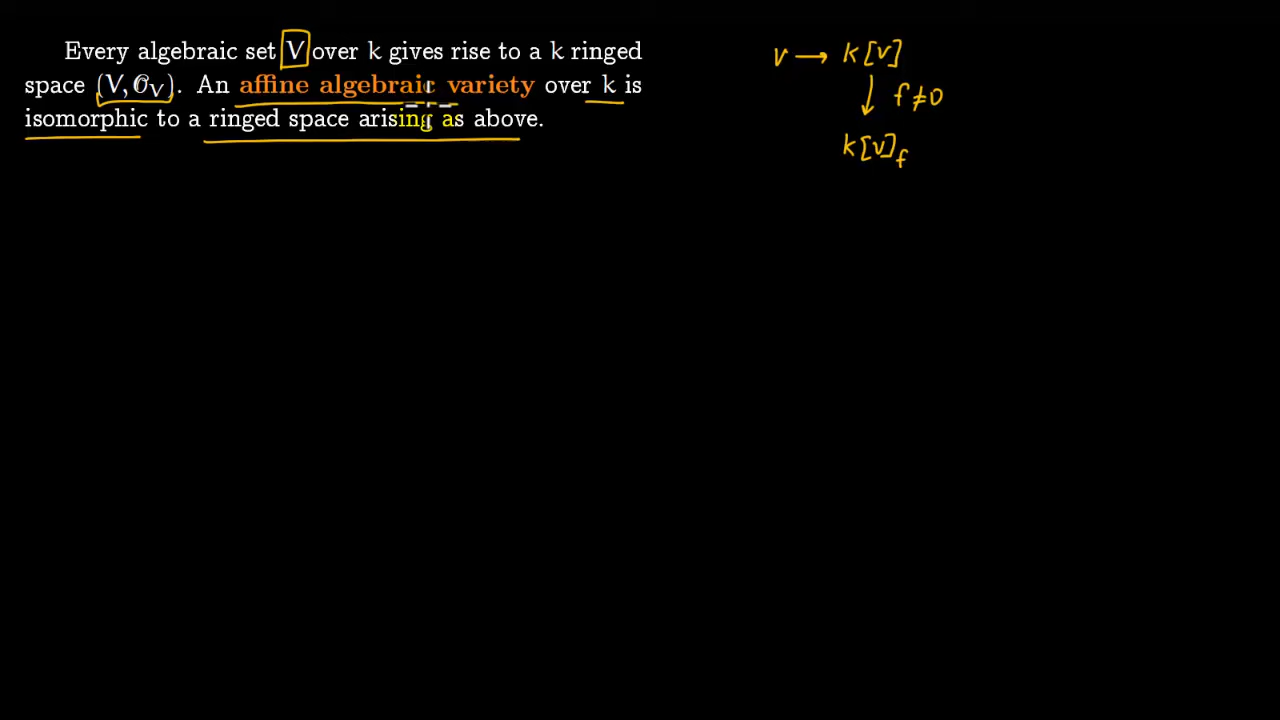 Every algebraic set V over k gives rise to a k ringed
space (V, 𝒪_V). An affine algebraic variety over k is
isomorphic to a ringed space arising as above.
V → k[V]
↓ f≠0
k[V]_f